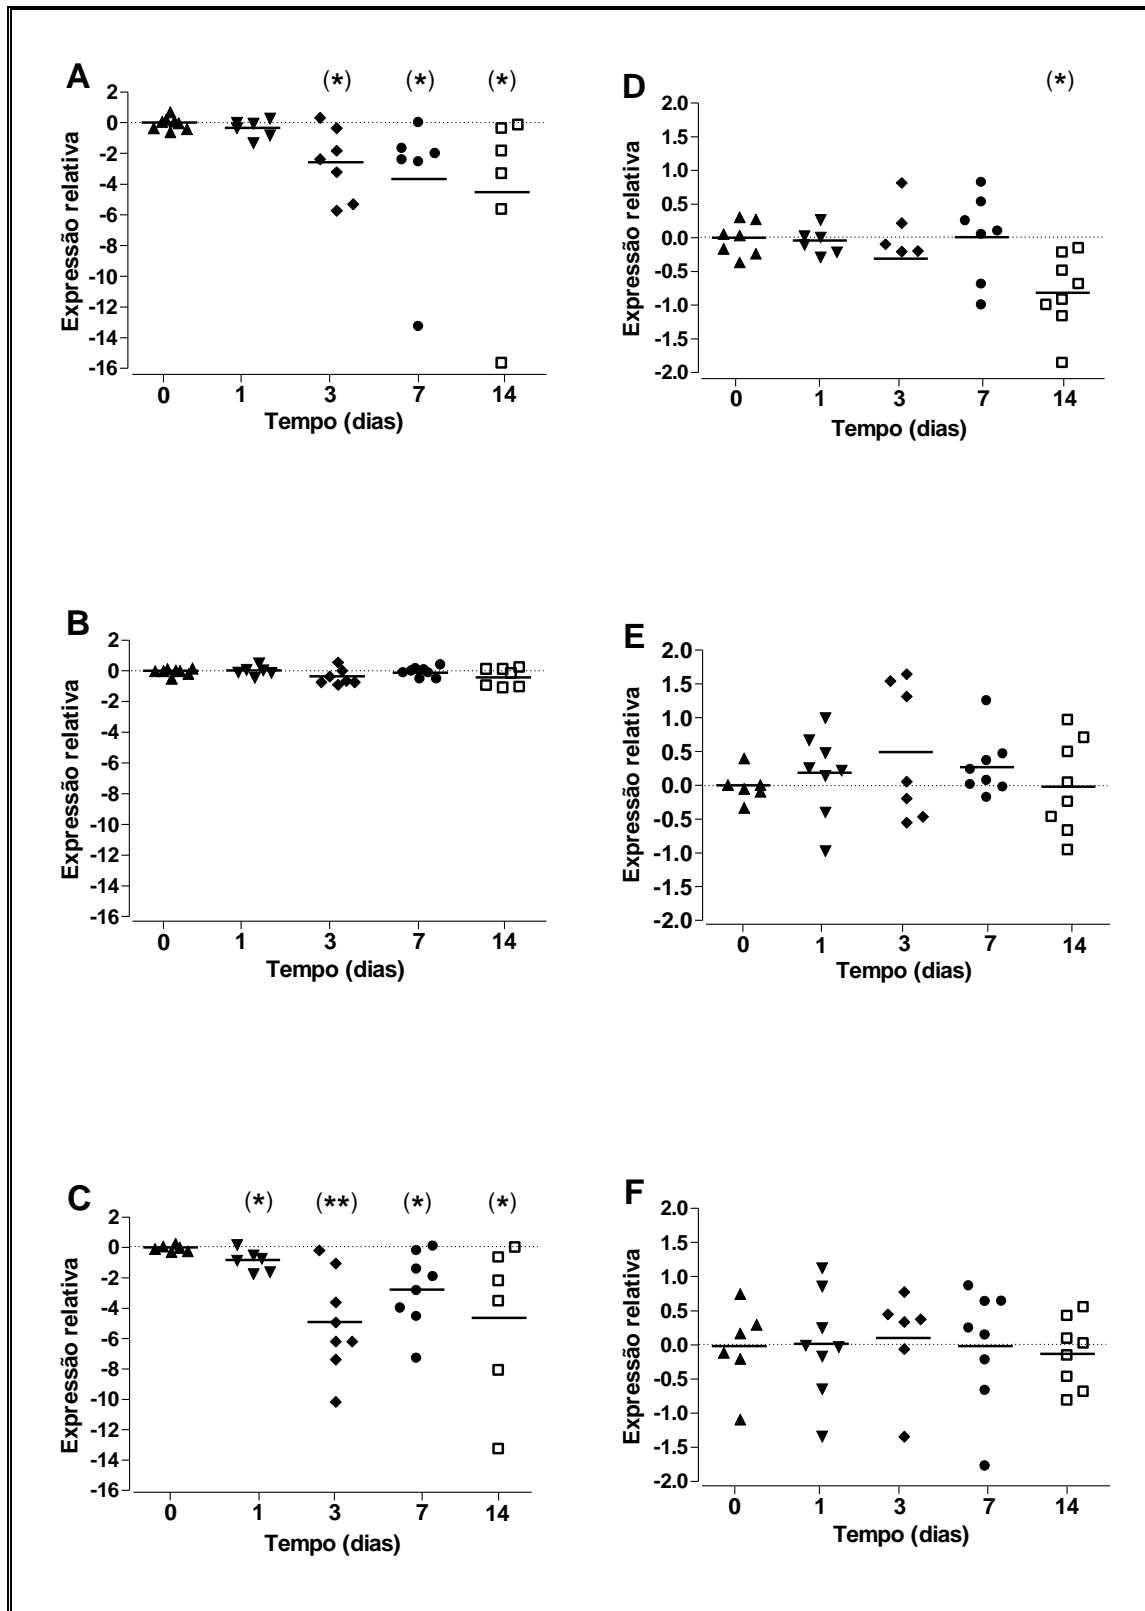 A
(*) (*) (*)
2
0
-2
-4
-6
-8
-10
-12
-14
-16
Expressão relativa
0 1 3 7 14
Tempo (dias)
D
(*)
2.0
1.5
1.0
0.5
0.0
-0.5
-1.0
-1.5
-2.0
Expressão relativa
0 1 3 7 14
Tempo (dias)
B
2
0
-2
-4
-6
-8
-10
-12
-14
-16
Expressão relativa
0 1 3 7 14
Tempo (dias)
E
2.0
1.5
1.0
0.5
0.0
-0.5
-1.0
-1.5
-2.0
Expressão relativa
0 1 3 7 14
Tempo (dias)
C
(*) (**) (*) (*)
2
0
-2
-4
-6
-8
-10
-12
-14
-16
Expressão relativa
0 1 3 7 14
Tempo (dias)
F
2.0
1.5
1.0
0.5
0.0
-0.5
-1.0
-1.5
-2.0
Expressão relativa
0 1 3 7 14
Tempo (dias)